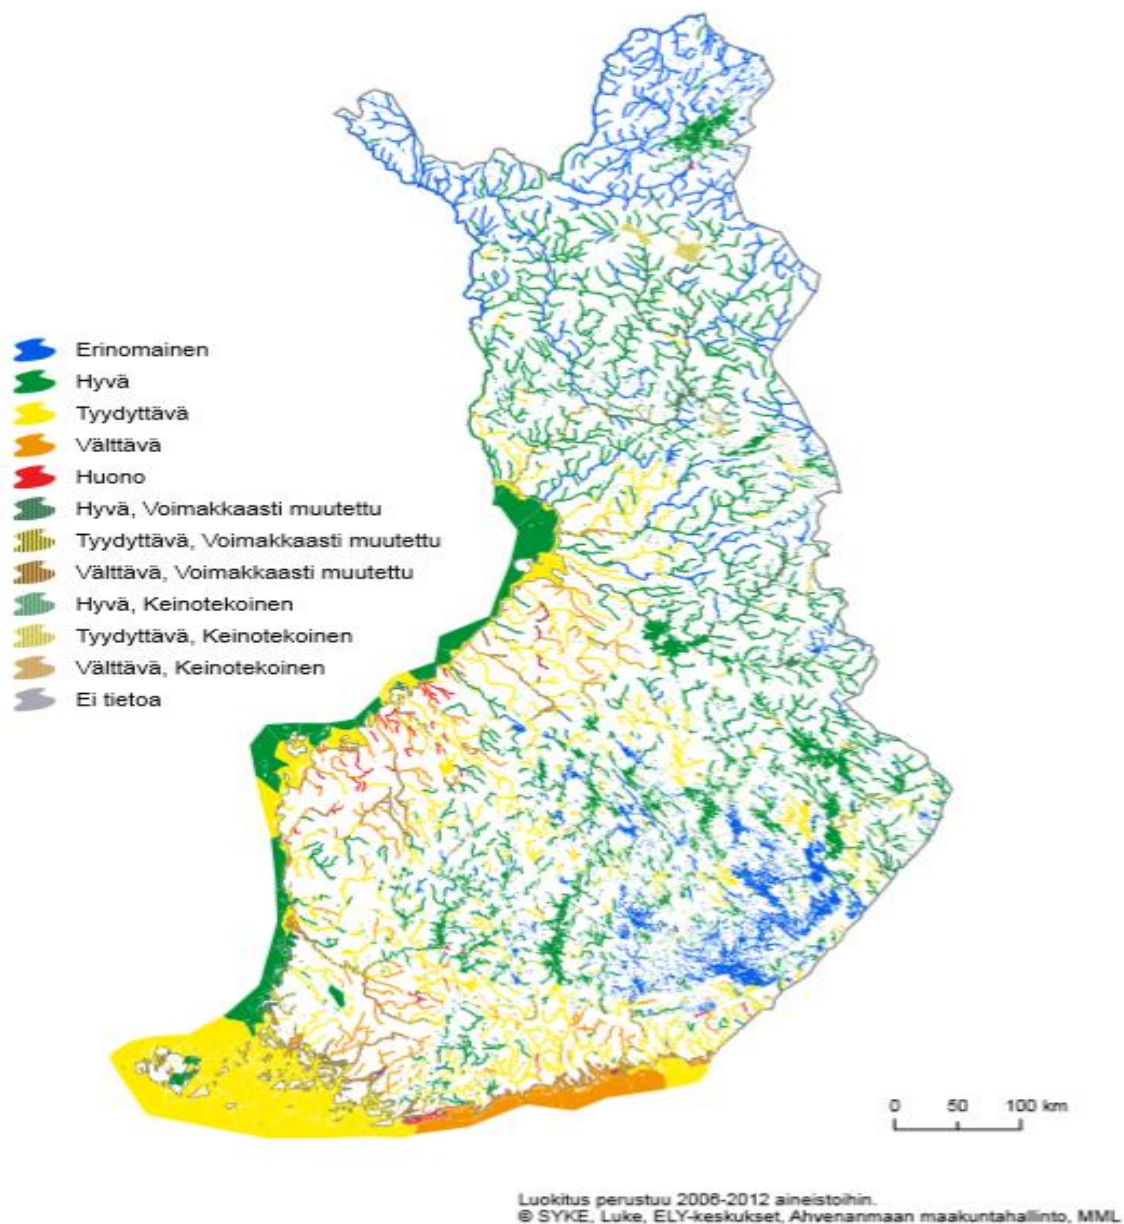 Erinomainen
Hyvä
Tyydyttävä
Välttävä
Huono
Hyvä, Voimakkaasti muutettu
Tyydyttävä, Voimakkaasti muutettu
Välttävä, Voimakkaasti muutettu
Hyvä, Keinotekoinen
Tyydyttävä, Keinotekoinen
Välttävä, Keinotekoinen
Ei tietoa
0 50 100 km
Luokitus perustuu 2006-2012 aineistoihin.
© SYKE, Luke, ELY-keskukset, Ahvenanmaan maakuntahallinto, MML